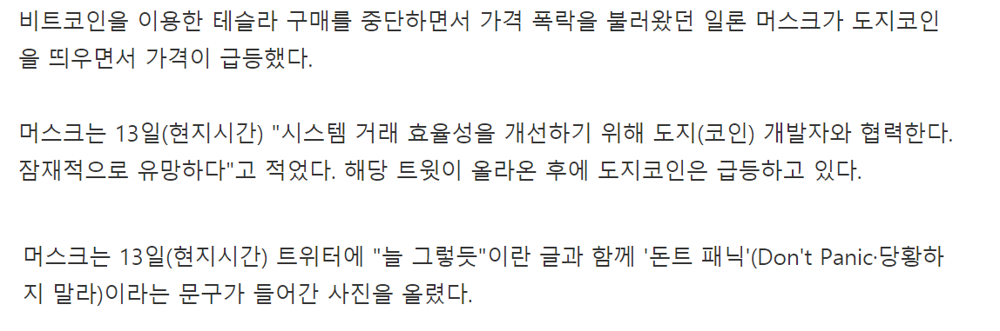 비트코인을 이용한 테슬라 구매를 중단하면서 가격 폭락을 불러왔던 일론 머스크가 도지코인
을 띄우면서 가격이 급등했다.
머스크는 13일(현지시간) "시스템 거래 효율성을 개선하기 위해 도지(코인) 개발자와 협력한다.
잠재적으로 유망하다"고 적었다. 해당 트윗이 올라온 후에 도지코인은 급등하고 있다.
머스크는 13일(현지시간) 트위터에 "늘 그렇듯"이란 글과 함께 '돈트 패닉'(Don't Panic·당황하
지 말라)이라는 문구가 들어간 사진을 올렸다.